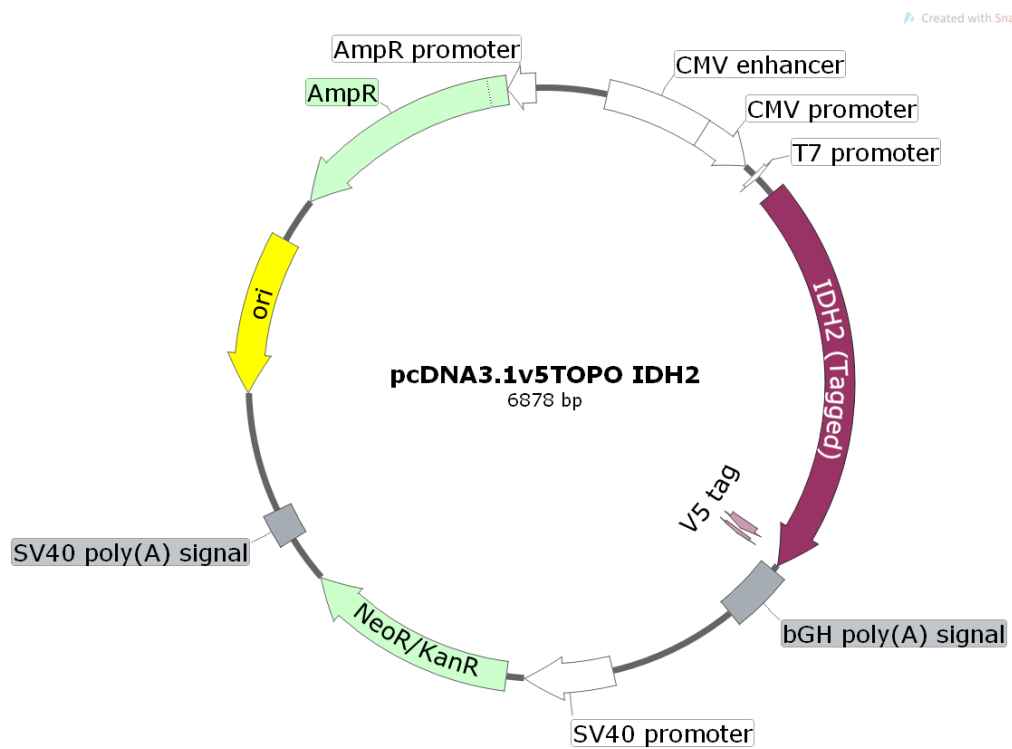 Created with Sna
AmpR promoter
CMV enhancer
AmpR
CMV promoter
T7 promoter
ori
IDH2 (Tagged)
pcDNA3.1v5TOPO IDH2
6878 bp
V5 tag
SV40 poly(A) signal
NeoR/KanR
bGH poly(A) signal
SV40 promoter